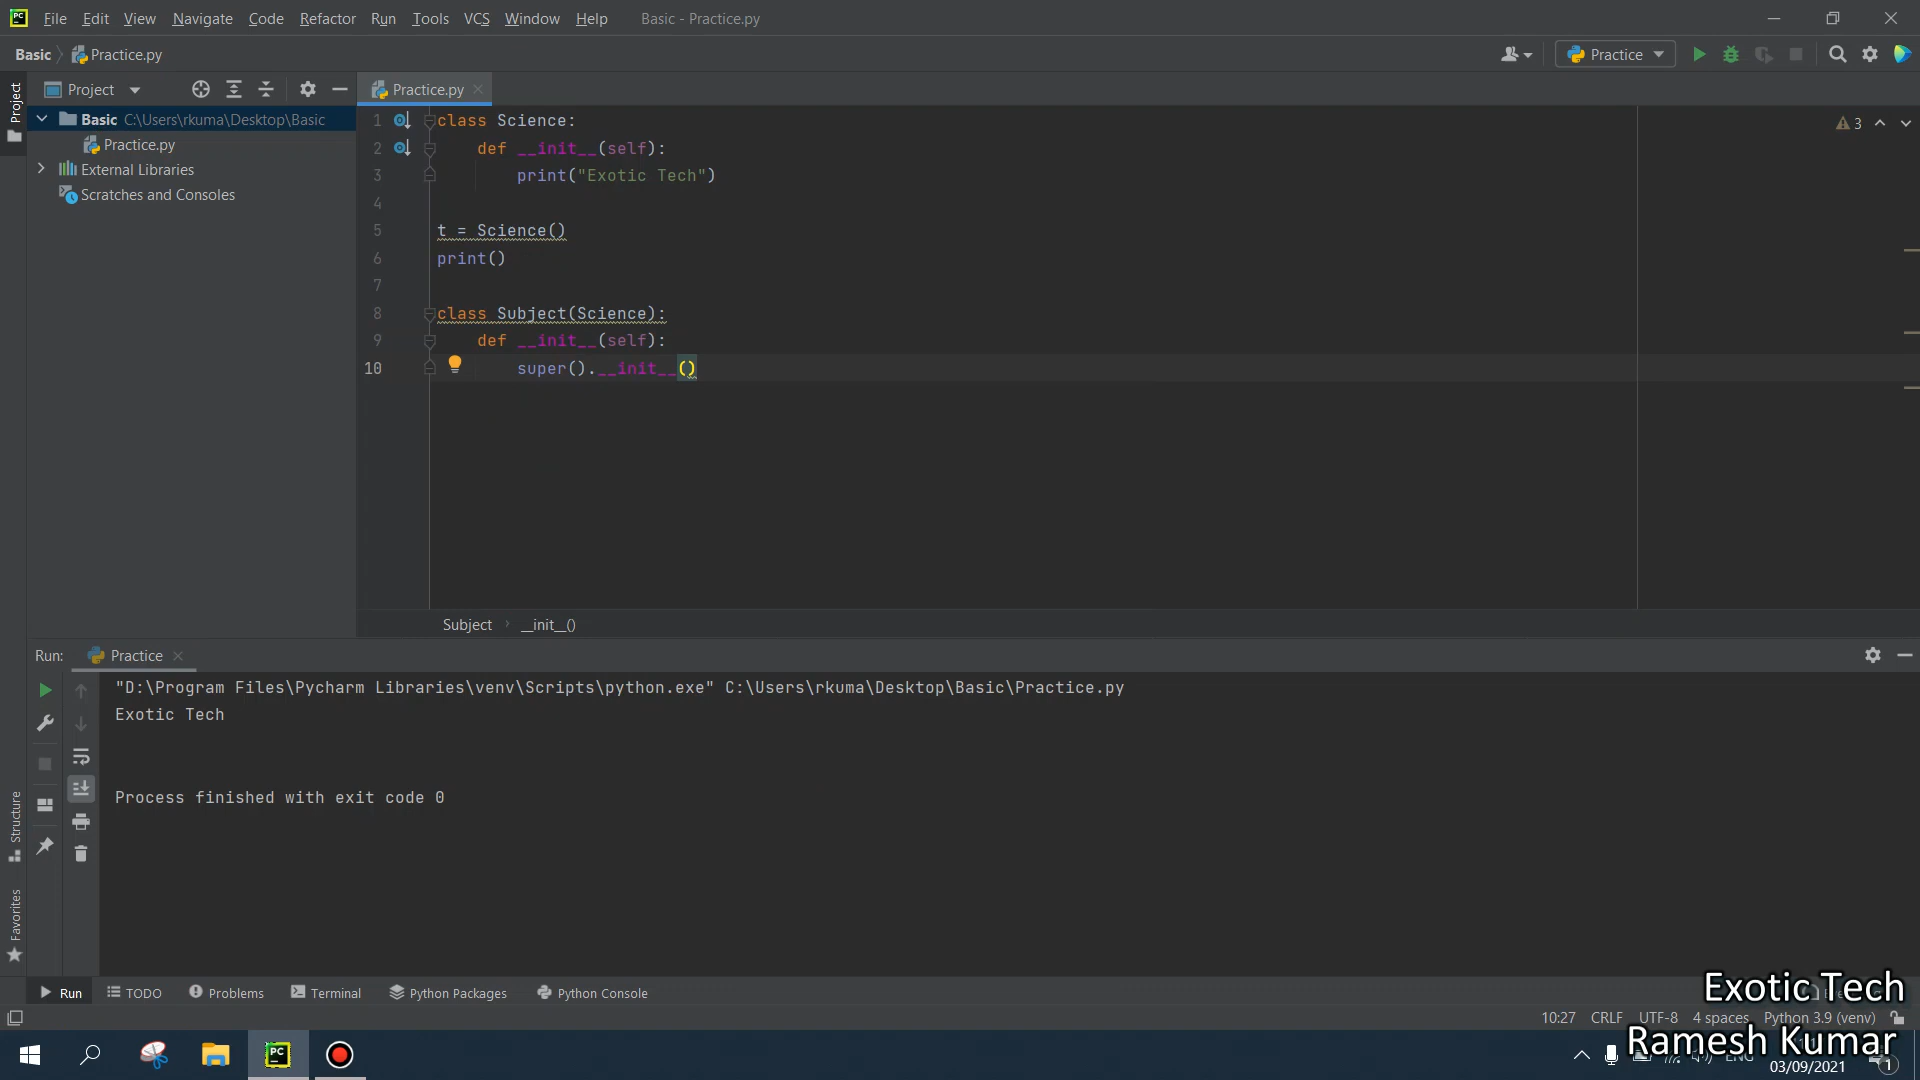 File Edit View Navigate Code Refactor Run Tools VCS Window Help Basic - Practice.py
Basic Practice.py Practice
Project Practice.py
Project
Basic C:\Users\rkuma\Desktop\Basic
Practice.py
External Libraries
Scratches and Consoles
1 class Science:
2 def __init__(self):
3 print("Exotic Tech")
4
5 t = Science()
6 print()
7
8 class Subject(Science):
9 def __init__(self):
10 super().__init__()
3
Subject __init__()
Run: Practice
"D:\Program Files\Pycharm Libraries\venv\Scripts\python.exe" C:\Users\rkuma\Desktop\Basic\Practice.py
Exotic Tech
Process finished with exit code 0
Structure
Favorites
Run TODO Problems Terminal Python Packages Python Console
Exotic Tech
10:27 CRLF UTF-8 4 spaces Python 3.9 (venv)
Ramesh Kumar
ENG
03/09/2021
1